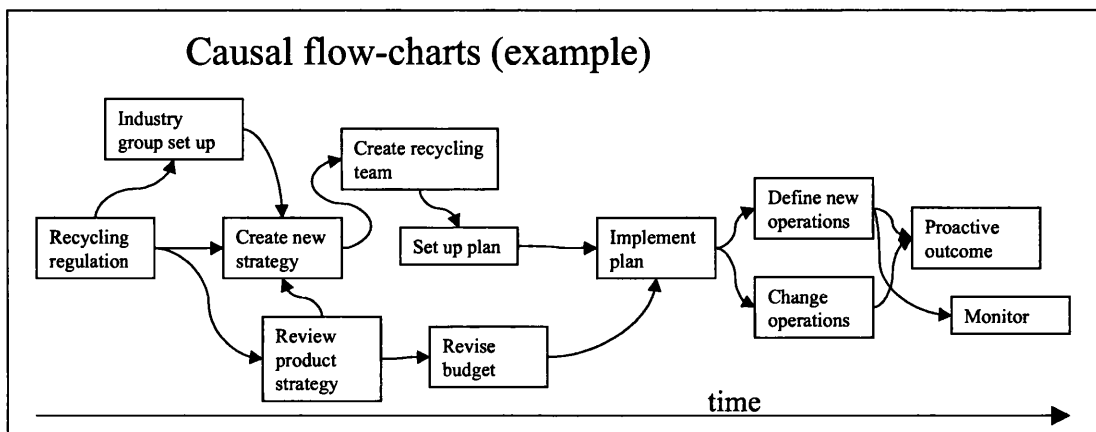 Causal flow-charts (example)
Industry
group set up
Create recycling
team
Recycling
regulation
Create new
strategy
Set up plan
Implement
plan
Define new
operations
Proactive
outcome
Change
operations
Monitor
Review
product
strategy
Revise
budget
time